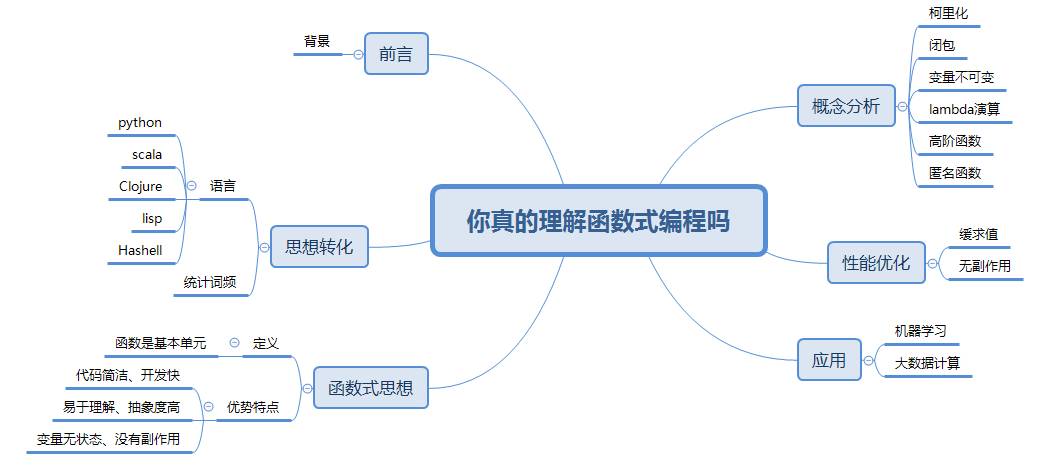 你真的理解函数式编程吗
前言
背景
思想转化
语言
python
scala
Clojure
lisp
Hashell
统计词频
函数式思想
定义
函数是基本单元
优势特点
代码简洁、开发快
易于理解、抽象度高
变量无状态、没有副作用
概念分析
柯里化
闭包
变量不可变
lambda演算
高阶函数
匿名函数
性能优化
缓求值
无副作用
应用
机器学习
大数据计算